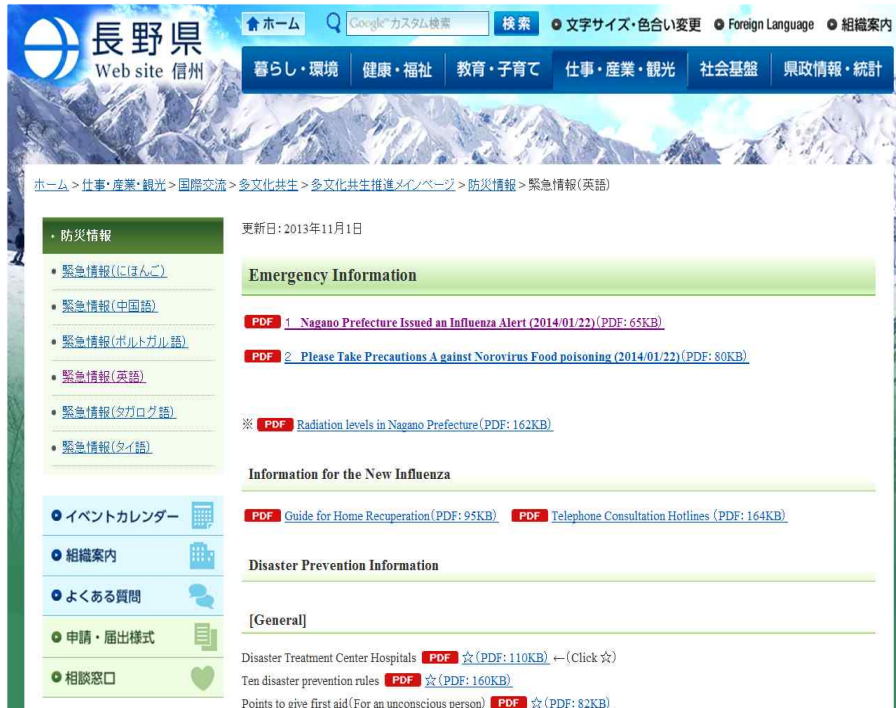 長野県
Web site 信州
ホーム
Google™カスタム検索
検索
文字サイズ・色合い変更
Foreign Language
組織案内
暮らし・環境 健康・福祉 教育・子育て 仕事・産業・観光 社会基盤 県政情報・統計
ホーム > 仕事・産業・観光 > 国際交流 > 多文化共生 > 多文化共生推進メインページ > 防災情報 > 緊急情報(英語)
・防災情報
緊急情報(にほんご)
緊急情報(中国語)
緊急情報(ポルトガル語)
緊急情報(英語)
緊急情報(タガログ語)
緊急情報(タイ語)
イベントカレンダー
組織案内
よくある質問
申請・届出様式
相談窓口
更新日：2013年11月1日
Emergency Information
PDF 1 Nagano Prefecture Issued an Influenza Alert (2014/01/22)(PDF：65KB)
PDF 2 Please Take Precautions A gainst Norovirus Food poisoning (2014/01/22)(PDF：80KB)
※ PDF Radiation levels in Nagano Prefecture(PDF：162KB)
Information for the New Influenza
PDF Guide for Home Recuperation(PDF：95KB) PDF Telephone Consultation Hotlines (PDF：164KB)
Disaster Prevention Information
[General]
Disaster Treatment Center Hospitals PDF ☆(PDF：110KB) ←(Click ☆)
Ten disaster prevention rules PDF ☆(PDF：160KB)
Points to give first aid(For an unconscious person) PDF ☆(PDF：82KB)